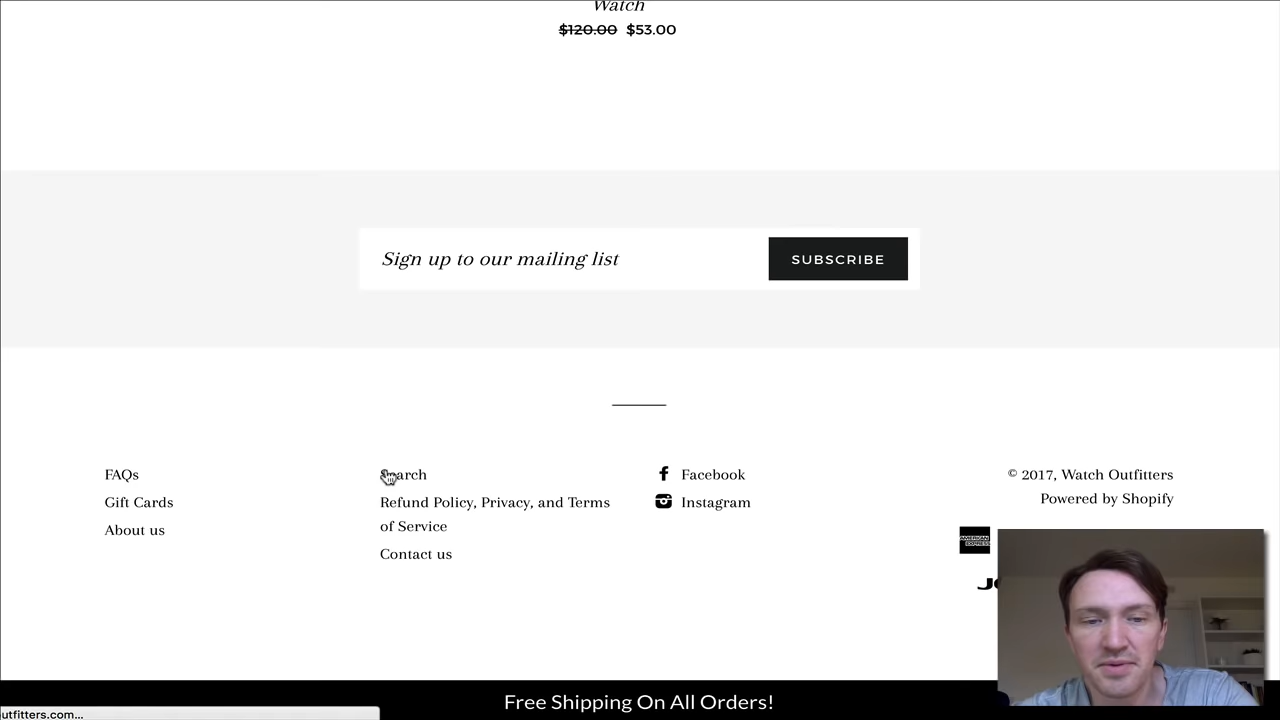 Watch
$120.00 $53.00
Sign up to our mailing list
SUBSCRIBE
FAQs
Gift Cards
About us
Search
Refund Policy, Privacy, and Terms
of Service
Contact us
Facebook
Instagram
© 2017, Watch Outfitters
Powered by Shopify
AMERICAN
EXPRESS
Free Shipping On All Orders!
utfitters.com...